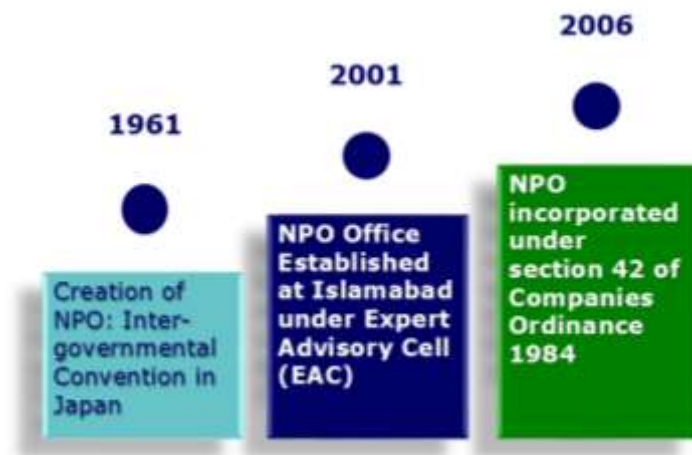 1961
Creation of
NPO: Inter-
governmental
Convention in
Japan
2001
NPO Office
Established
at Islamabad
under Expert
Advisory Cell
(EAC)
2006
NPO
incorporated
under
section 42 of
Companies
Ordinance
1984